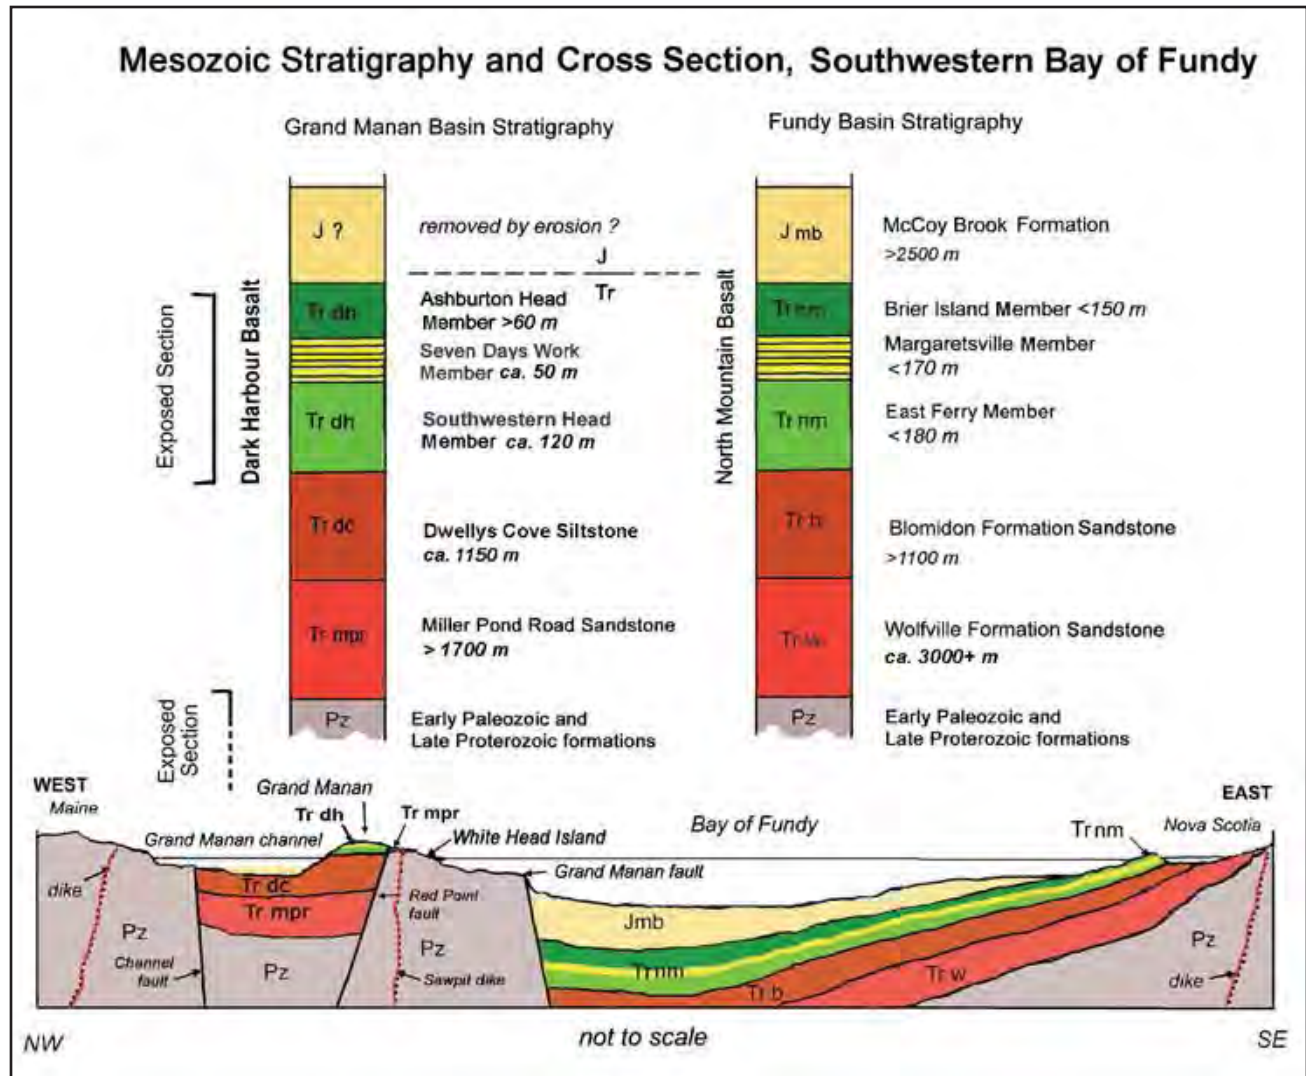 Mesozoic Stratigraphy and Cross Section, Southwestern Bay of Fundy
Grand Manan Basin Stratigraphy
Exposed Section
Dark Harbour Basalt
J ?
removed by erosion ?
J
Tr
Tr dh
Ashburton Head
Member >60 m
Seven Days Work
Member ca. 50 m
Tr dh
Southwestern Head
Member ca. 120 m
Tr dc
Dwellys Cove Siltstone
ca. 1150 m
Tr mpr
Miller Pond Road Sandstone
> 1700 m
Exposed
Section
Pz
Early Paleozoic and
Late Proterozoic formations
Fundy Basin Stratigraphy
North Mountain Basalt
J mb
McCoy Brook Formation
>2500 m
Tr nm
Brier Island Member <150 m
Margaretsville Member
<170 m
Tr nm
East Ferry Member
<180 m
Tr b
Blomidon Formation Sandstone
>1100 m
Tr w
Wolfville Formation Sandstone
ca. 3000+ m
Pz
Early Paleozoic and
Late Proterozoic formations
WEST
Maine
Grand Manan
Tr dh
Tr mpr
Grand Manan channel
White Head Island
Bay of Fundy
Grand Manan fault
Tr nm
EAST
Nova Scotia
dike
Tr dc
Tr mpr
Red Point
fault
Jmb
Pz
Channel
fault
Pz
Pz
Sawpit dike
Tr nm
Tr b
Tr w
Pz
dike
NW
not to scale
SE